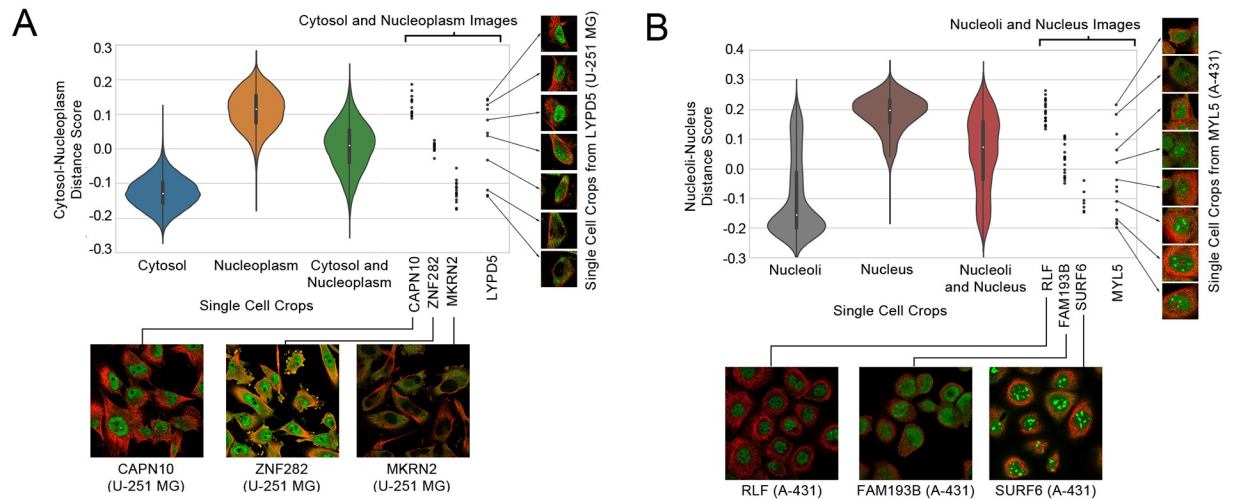 A
Cytosol and Nucleoplasm Images
Cytosol-Nucleoplasm
Distance Score
0.3
0.2
0.1
0.0
-0.1
-0.2
-0.3
Cytosol
Nucleoplasm
Cytosol and
Nucleoplasm
CAPN10
ZNF282
MKRN2
LYPD5
Single Cell Crops from LYPD5 (U-251 MG)
Single Cell Crops
CAPN10
(U-251 MG)
ZNF282
(U-251 MG)
MKRN2
(U-251 MG)
B
Nucleoli and Nucleus Images
Nucleoli-Nucleus
Distance Score
0.4
0.3
0.2
0.1
0.0
-0.1
-0.2
-0.3
Nucleoli
Nucleus
Nucleoli
and Nucleus
RLF
FAM193B
SURF6
MYL5
Single Cell Crops from MYL5 (A-431)
Single Cell Crops
RLF (A-431)
FAM193B (A-431)
SURF6 (A-431)